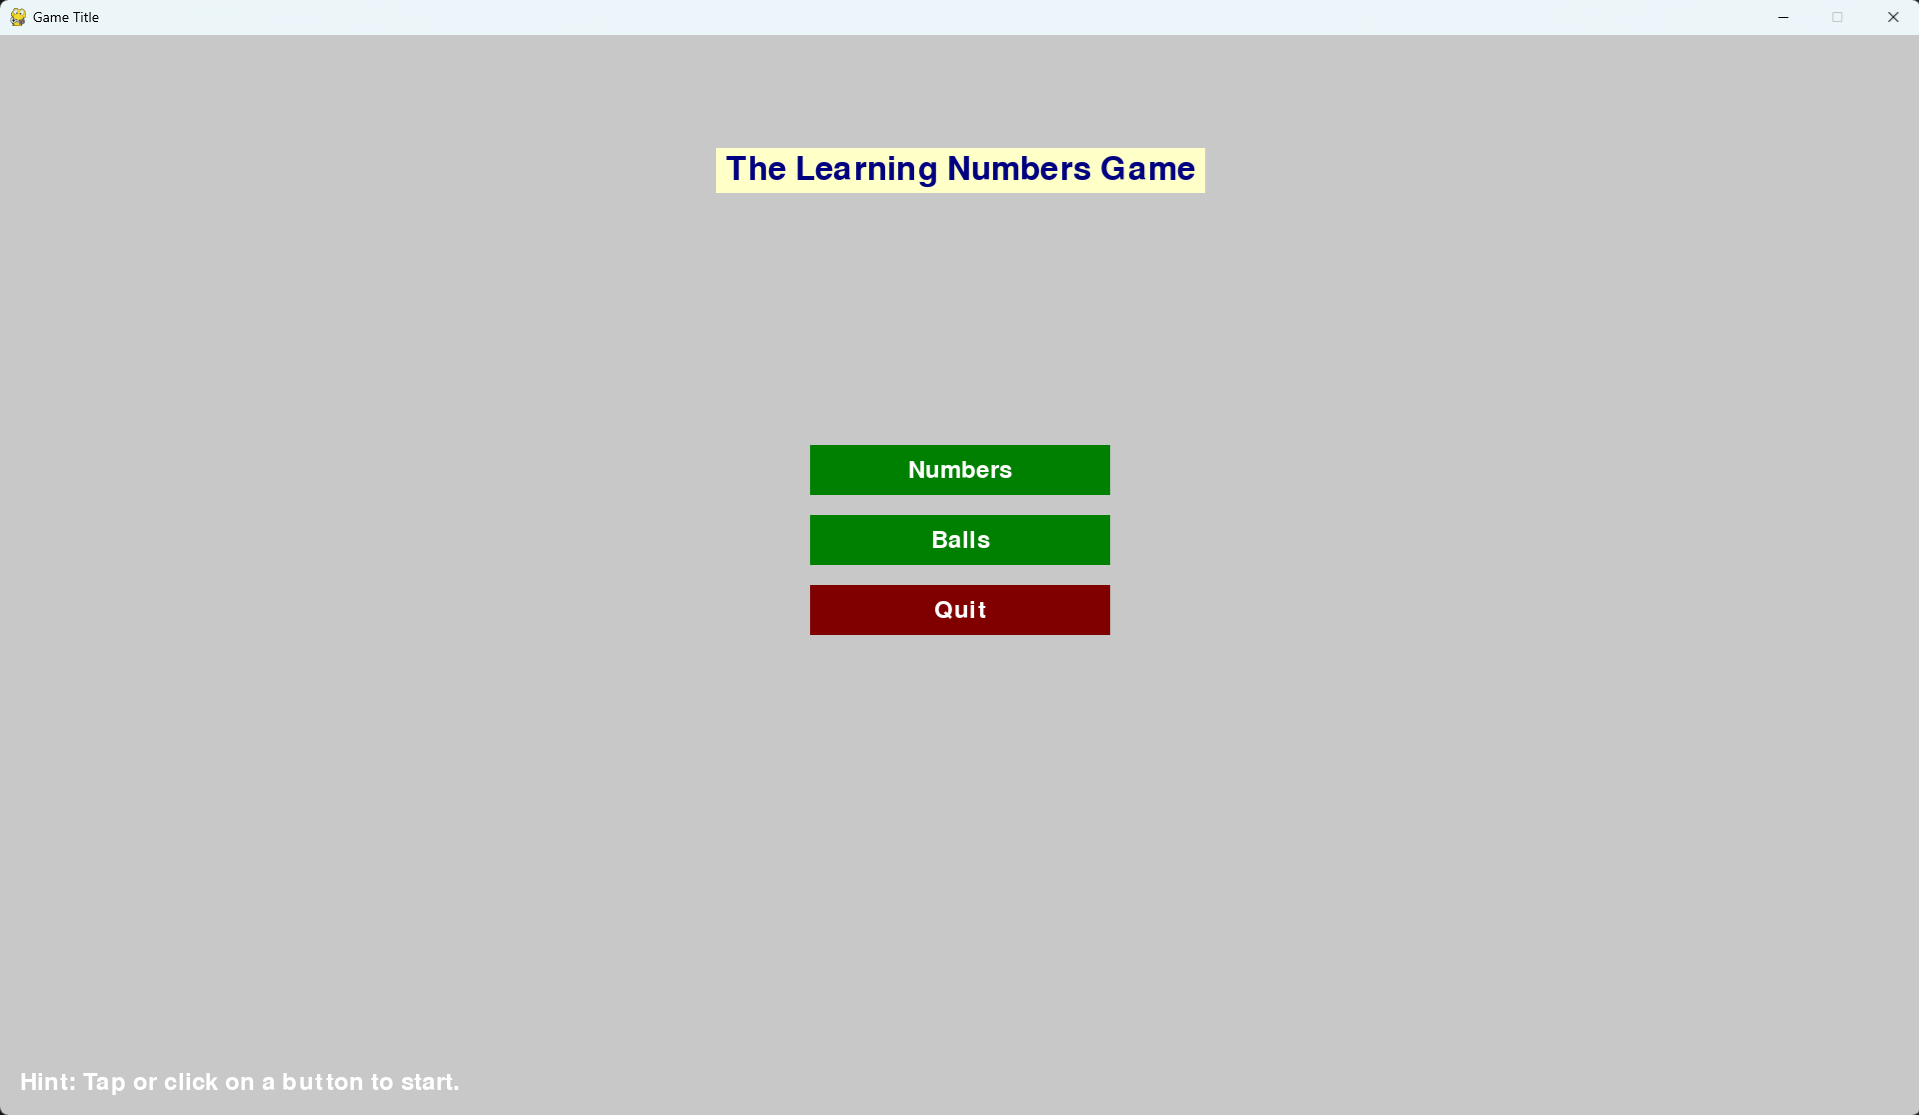 Game Title
The Learning Numbers Game
Numbers
Balls
Quit
Hint: Tap or click on a button to start.